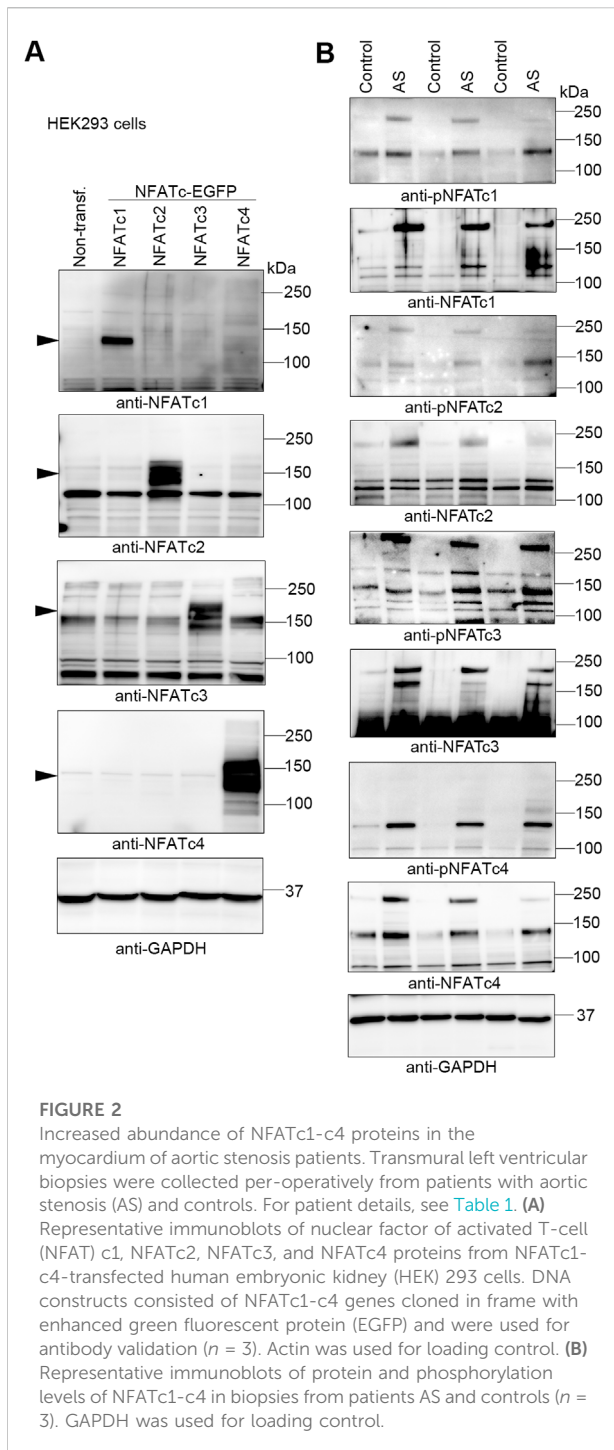 A
HEK293 cells
NFATc-EGFP
Non-transf.
NFATc1
NFATc2
NFATc3
NFATc4
kDa
250
150
100
anti-NFATc1
250
150
100
anti-NFATc2
250
150
100
anti-NFATc3
250
150
100
anti-NFATc4
37
anti-GAPDH
B
Control
AS
Control
AS
Control
AS
kDa
250
150
100
anti-pNFATc1
250
150
100
anti-NFATc1
250
150
100
anti-pNFATc2
250
150
100
anti-NFATc2
250
150
100
anti-pNFATc3
250
150
100
anti-NFATc3
250
150
100
anti-pNFATc4
250
150
100
anti-NFATc4
37
anti-GAPDH
FIGURE 2
Increased abundance of NFATc1-c4 proteins in the
myocardium of aortic stenosis patients. Transmural left ventricular
biopsies were collected per-operatively from patients with aortic
stenosis (AS) and controls. For patient details, see Table 1. (A)
Representative immunoblots of nuclear factor of activated T-cell
(NFAT) c1, NFATc2, NFATc3, and NFATc4 proteins from NFATc1-
c4-transfected human embryonic kidney (HEK) 293 cells. DNA
constructs consisted of NFATc1-c4 genes cloned in frame with
enhanced green fluorescent protein (EGFP) and were used for
antibody validation (n = 3). Actin was used for loading control. (B)
Representative immunoblots of protein and phosphorylation
levels of NFATc1-c4 in biopsies from patients AS and controls (n =
3). GAPDH was used for loading control.